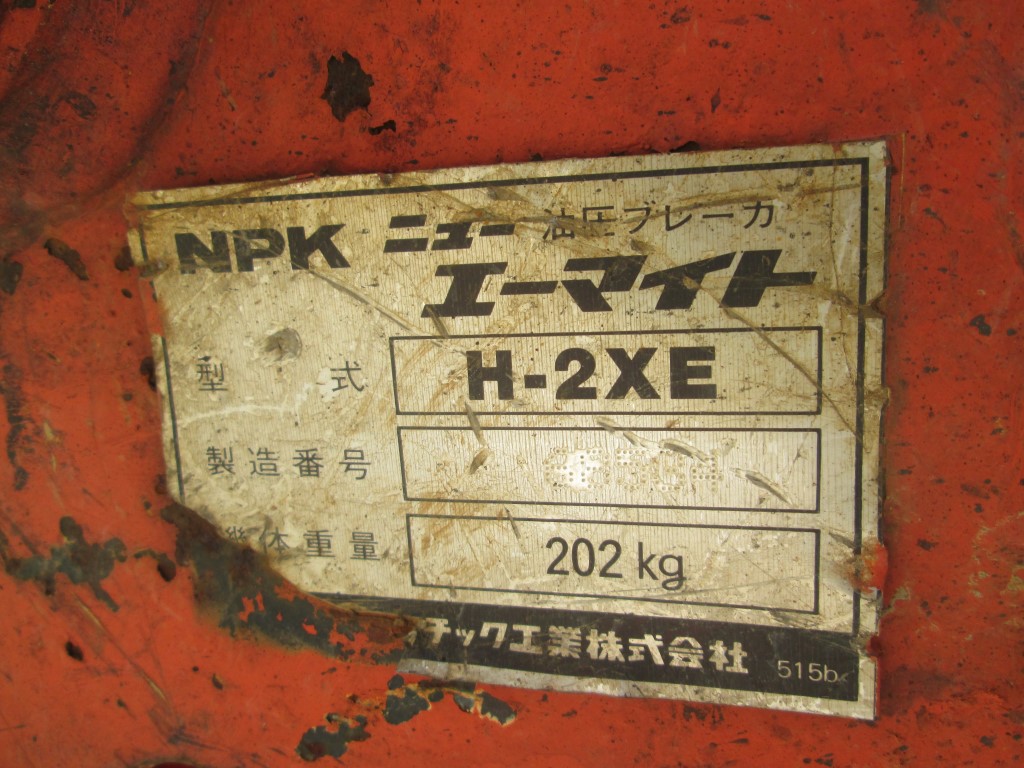 NPK ニュー 油圧ブレーカ
エーマイト
型 式 H-2XE
製造番号
機体重量 202 kg
チック工業株式会社 515b